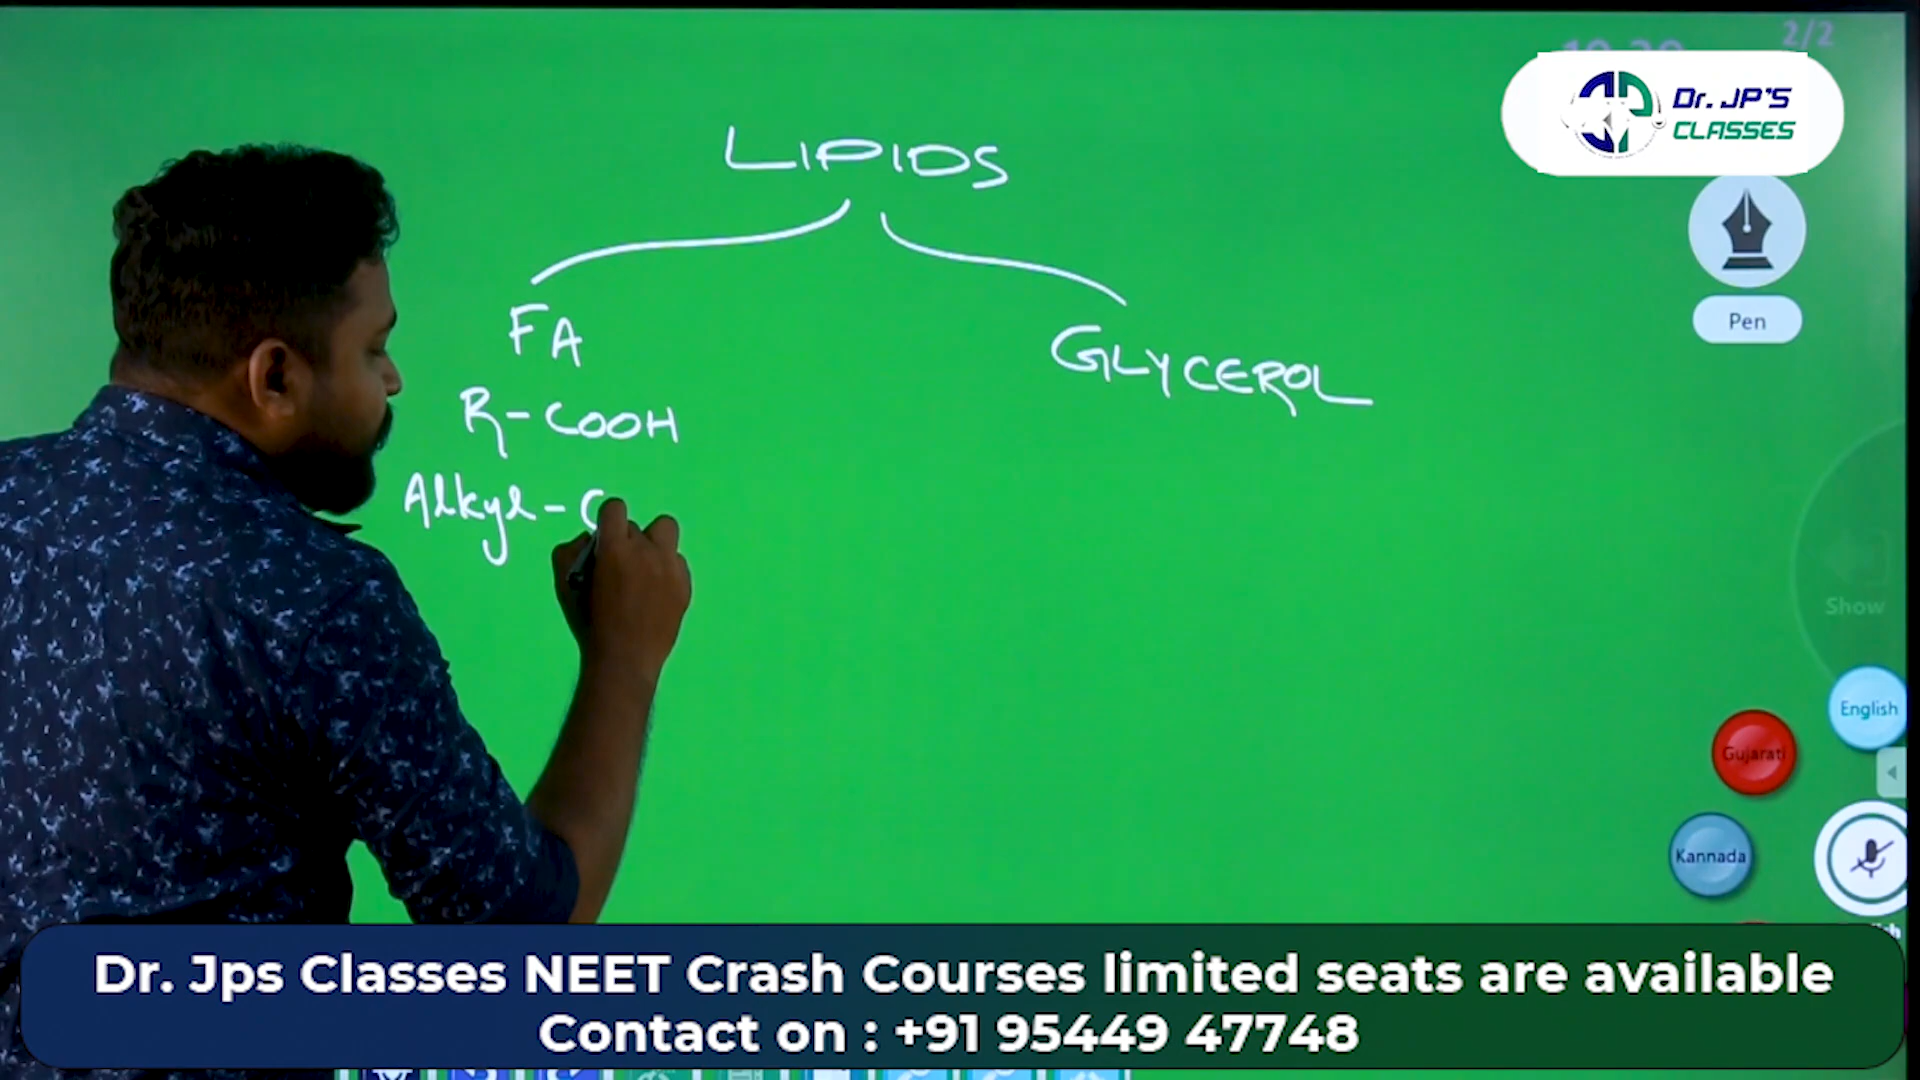 2/2
Dr. JP'S
CLASSES
LIPIDS
Pen
FA
GLYCEROL
R-COOH
Alkyl - C
Show
English
Gujarati
Kannada
Dr. Jps Classes NEET Crash Courses limited seats are available
Contact on : +91 95449 47748